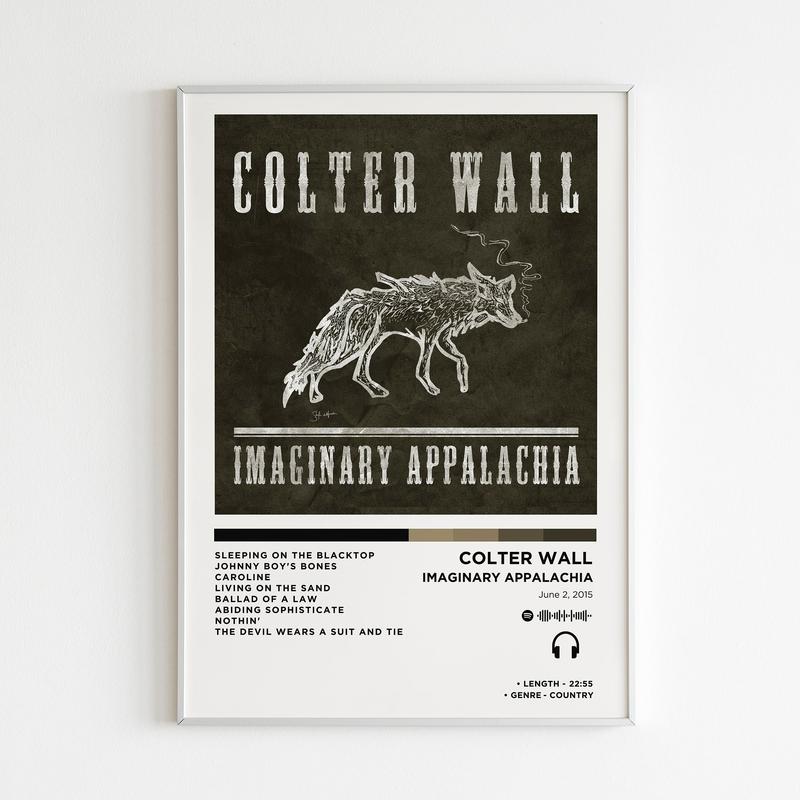 COLTER WALL
IMAGINARY APPALACHIA
SLEEPING ON THE BLACKTOP
JOHNNY BOY'S BONES
CAROLINE
LIVING ON THE SAND
BALLAD OF A LAW
ABIDING SOPHISTICATE
NOTHIN'
THE DEVIL WEARS A SUIT AND TIE
COLTER WALL
IMAGINARY APPALACHIA
June 2, 2015
• LENGTH - 22:55
• GENRE - COUNTRY